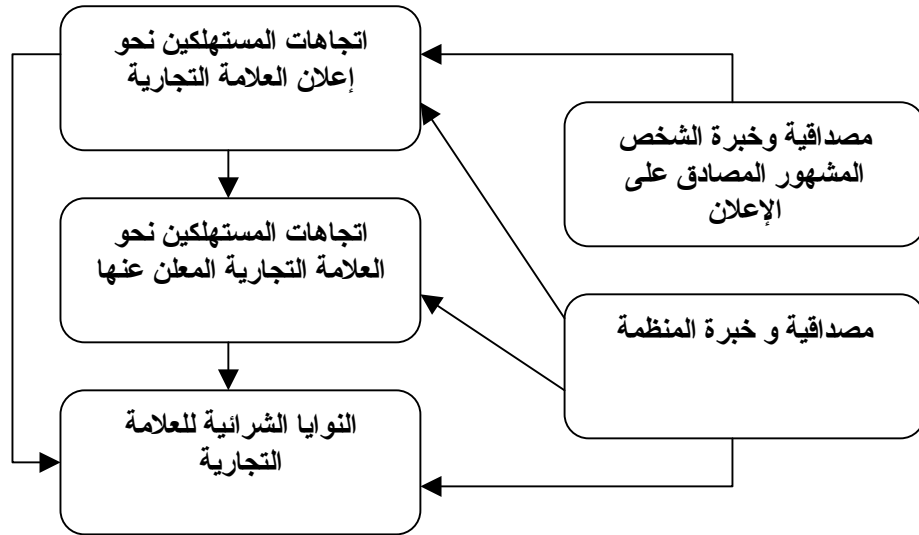 اتجاهات المستهلكين نحو
إعلان العلامة التجارية
مصداقية وخبرة الشخص
المشهور المصادق على
الإعلان
اتجاهات المستهلكين نحو
العلامة التجارية المعلن عنها
مصداقية و خبرة المنظمة
النوايا الشرائية للعلامة
التجارية